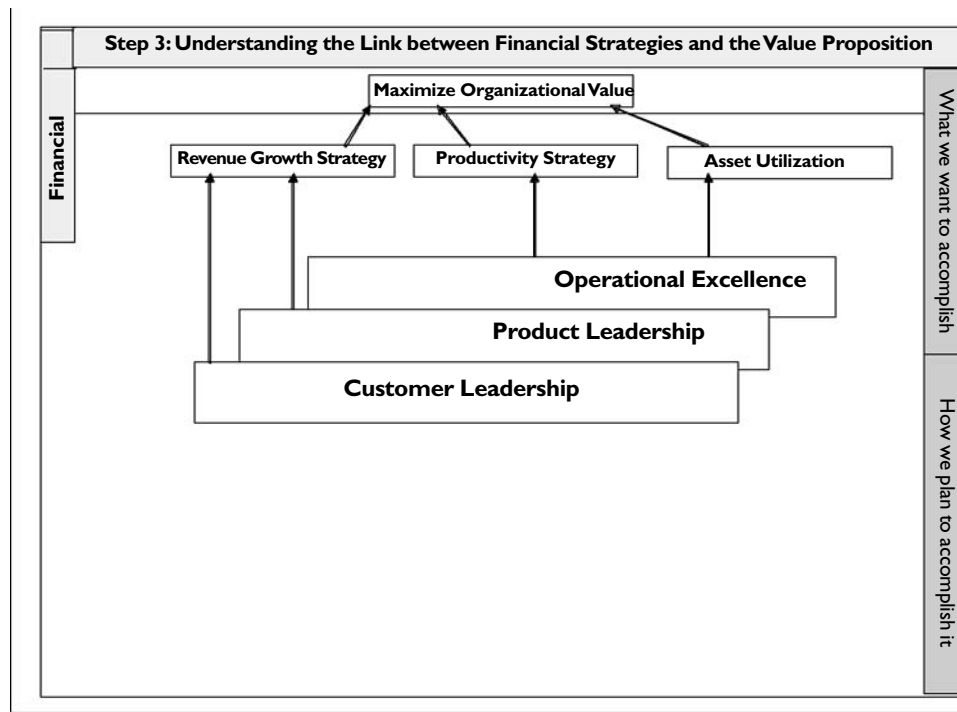 Step 3: Understanding the Link between Financial Strategies and the Value Proposition
Financial
Maximize Organizational Value
Revenue Growth Strategy
Productivity Strategy
Asset Utilization
Operational Excellence
Product Leadership
Customer Leadership
What we want to accomplish
How we plan to accomplish it